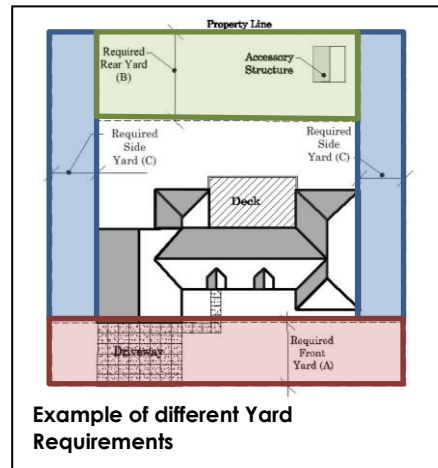 Property Line
Required
Rear Yard
(B)
Accessory
Structure
Required
Side
Yard (C)
Required
Side
Yard (C)
Deck
Driveway
Required
Front
Yard (A)
Example of different Yard
Requirements